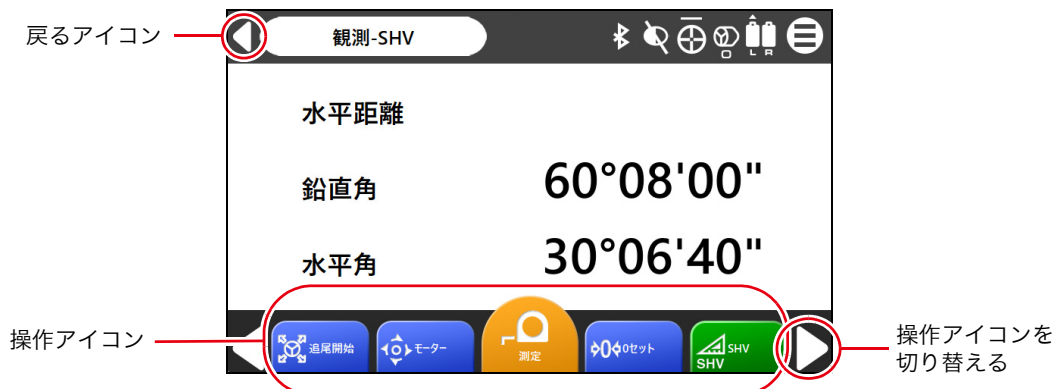 戻るアイコン
観測-SHV
L R
水平距離
鉛直角 60°08'00"
水平角 30°06'40"
操作アイコン
追尾開始
モーター
測定
0 0セット
SHV SHV
操作アイコンを
切り替える